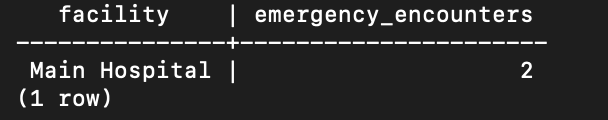 facility | emergency_encounters
---------------+----------------------
Main Hospital | 2
(1 row)